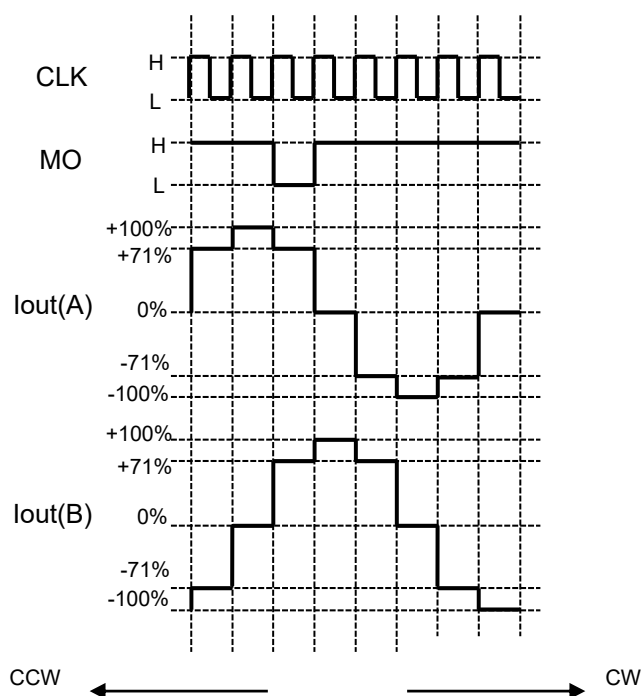 CLK
H
L
MO
H
L
Iout(A)
+100%
+71%
0%
-71%
-100%
Iout(B)
+100%
+71%
0%
-71%
-100%
CCW
CW